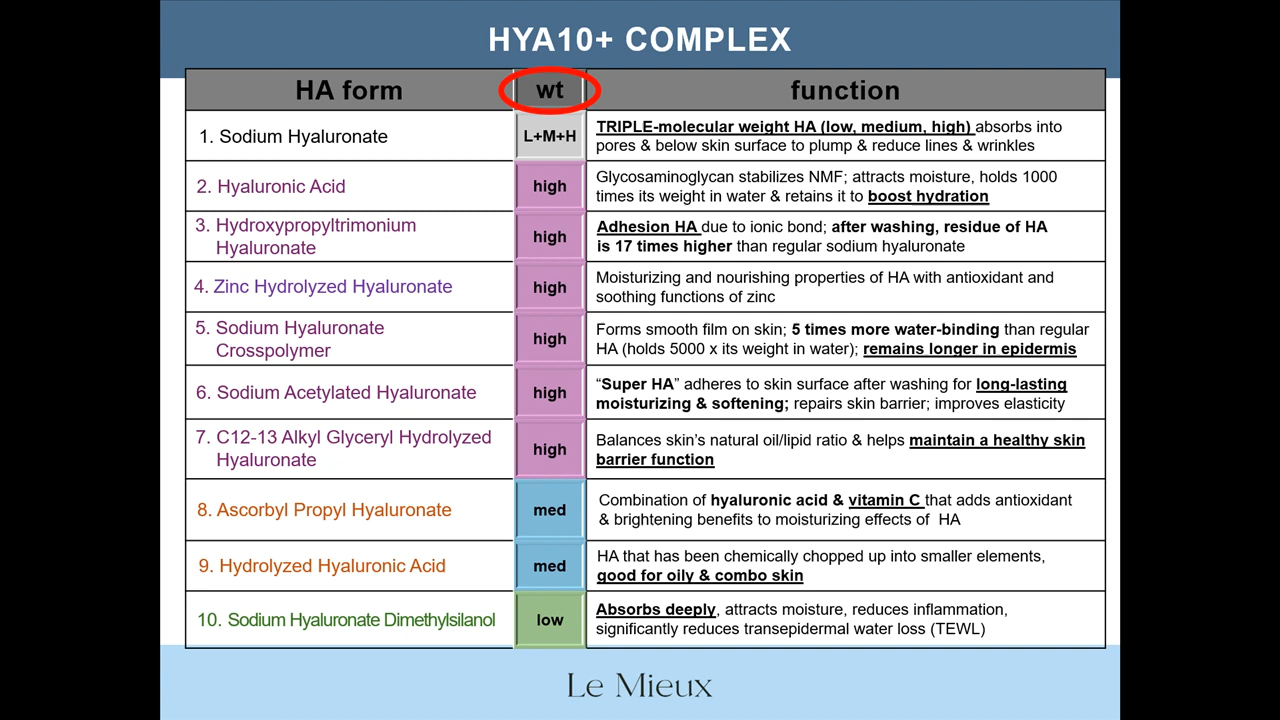 HYA10+ COMPLEX
HA form wt function
1. Sodium Hyaluronate
L+M+H
TRIPLE-molecular weight HA (low, medium, high) absorbs into
pores & below skin surface to plump & reduce lines & wrinkles
2. Hyaluronic Acid
high
Glycosaminoglycan stabilizes NMF; attracts moisture, holds 1000
times its weight in water & retains it to boost hydration
3. Hydroxypropyltrimonium
Hyaluronate
high
Adhesion HA due to ionic bond; after washing, residue of HA
is 17 times higher than regular sodium hyaluronate
4. Zinc Hydrolyzed Hyaluronate
high
Moisturizing and nourishing properties of HA with antioxidant and
soothing functions of zinc
5. Sodium Hyaluronate
Crosspolymer
high
Forms smooth film on skin; 5 times more water-binding than regular
HA (holds 5000 x its weight in water); remains longer in epidermis
6. Sodium Acetylated Hyaluronate
high
“Super HA” adheres to skin surface after washing for long-lasting
moisturizing & softening; repairs skin barrier; improves elasticity
7. C12-13 Alkyl Glyceryl Hydrolyzed
Hyaluronate
high
Balances skin’s natural oil/lipid ratio & helps maintain a healthy skin
barrier function
8. Ascorbyl Propyl Hyaluronate
med
Combination of hyaluronic acid & vitamin C that adds antioxidant
& brightening benefits to moisturizing effects of HA
9. Hydrolyzed Hyaluronic Acid
med
HA that has been chemically chopped up into smaller elements,
good for oily & combo skin
10. Sodium Hyaluronate Dimethylsilanol
low
Absorbs deeply, attracts moisture, reduces inflammation,
significantly reduces transepidermal water loss (TEWL)
Le Mieux